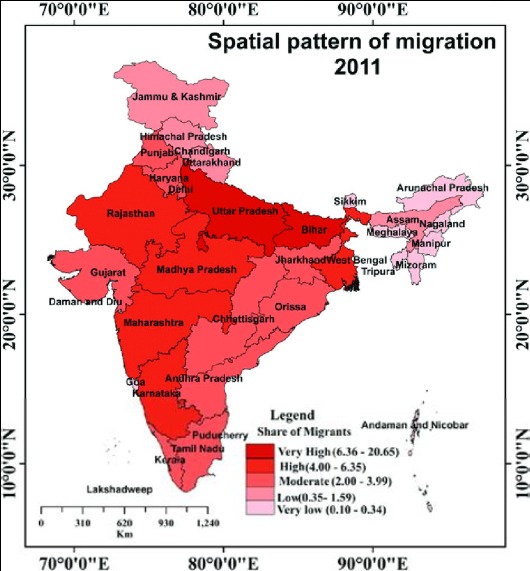 70°0'0"E 80°0'0"E 90°0'0"E
Spatial pattern of migration
2011
Jammu & Kashmir
Himachal Pradesh
Punjab Chandigarh
Uttarakhand
30°0'0"N 30°0'0"N
Haryana
Delhi
Arunachal Pradesh
Sikkim
Rajasthan
Uttar Pradesh
Assam Nagaland
Bihar
Meghalaya
Manipur
Jharkhand West Bengal
Tripura Mizoram
Gujarat
Madhya Pradesh
Daman and Diu
Orissa
20°0'0"N 20°0'0"N
Maharashtra
Chhattisgarh
Goa
Andhra Pradesh
Karnataka
Legend
Share of Migrants
Andaman and Nicobar
Puducherry
Tamil Nadu
Kerala
Very High (6.36 - 20.65)
High(4.00 - 6.35)
Moderate (2.00 - 3.99)
Low(0.35- 1.59)
Very low (0.10 - 0.34)
10°0'0"N 10°0'0"N
Lakshadweep
0 310 620 930 1,240
Km
70°0'0"E 80°0'0"E 90°0'0"E